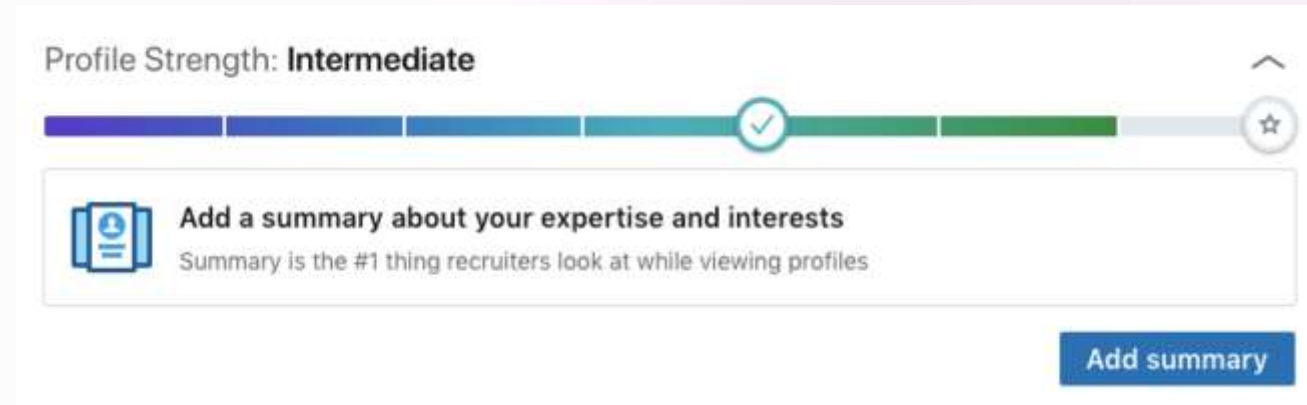 Profile Strength: Intermediate
Add a summary about your expertise and interests
Summary is the #1 thing recruiters look at while viewing profiles
Add summary